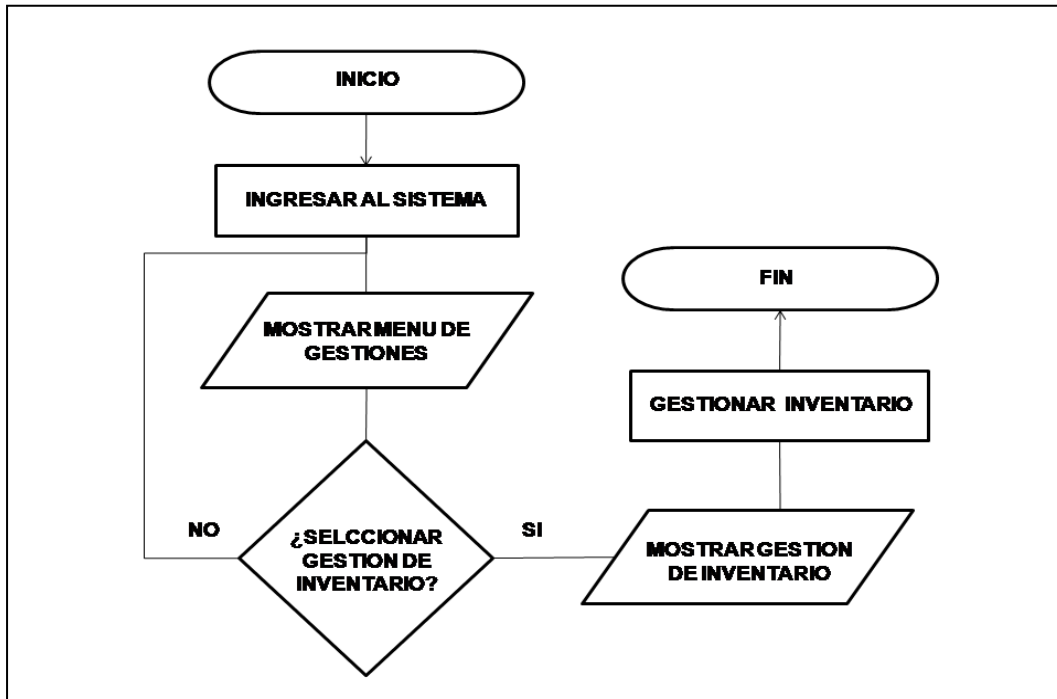 INICIO
INGRESAR AL SISTEMA
MOSTRAR MENU DE
GESTIONES
¿SELCCIONAR
GESTION DE
INVENTARIO?
NO
SI
MOSTRAR GESTION
DE INVENTARIO
GESTIONAR INVENTARIO
FIN